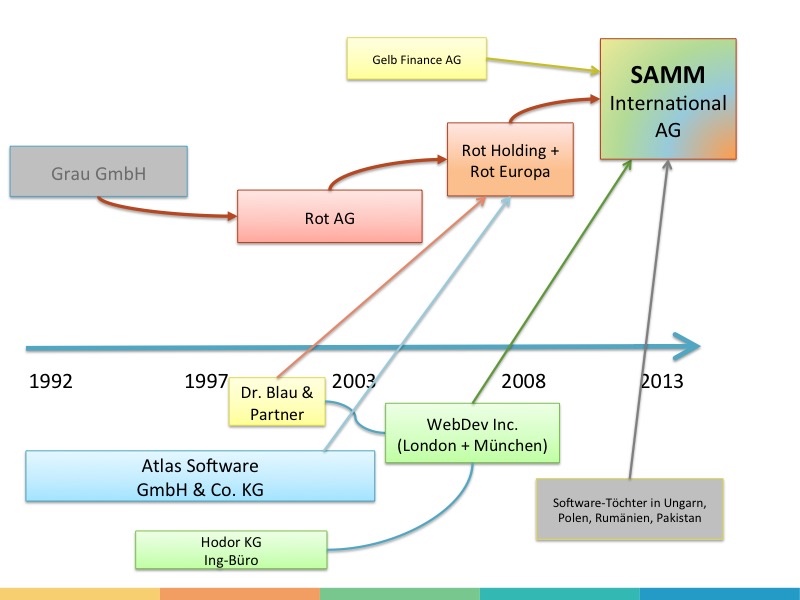 Gelb Finance AG
SAMM
International
AG
Rot Holding +
Rot Europa
Grau GmbH
Rot AG
1992
1997
2003
2008
2013
Dr. Blau &
Partner
WebDev Inc.
(London + München)
Atlas Software
GmbH & Co. KG
Software-Töchter in Ungarn,
Polen, Rumänien, Pakistan
Hodor KG
Ing-Büro